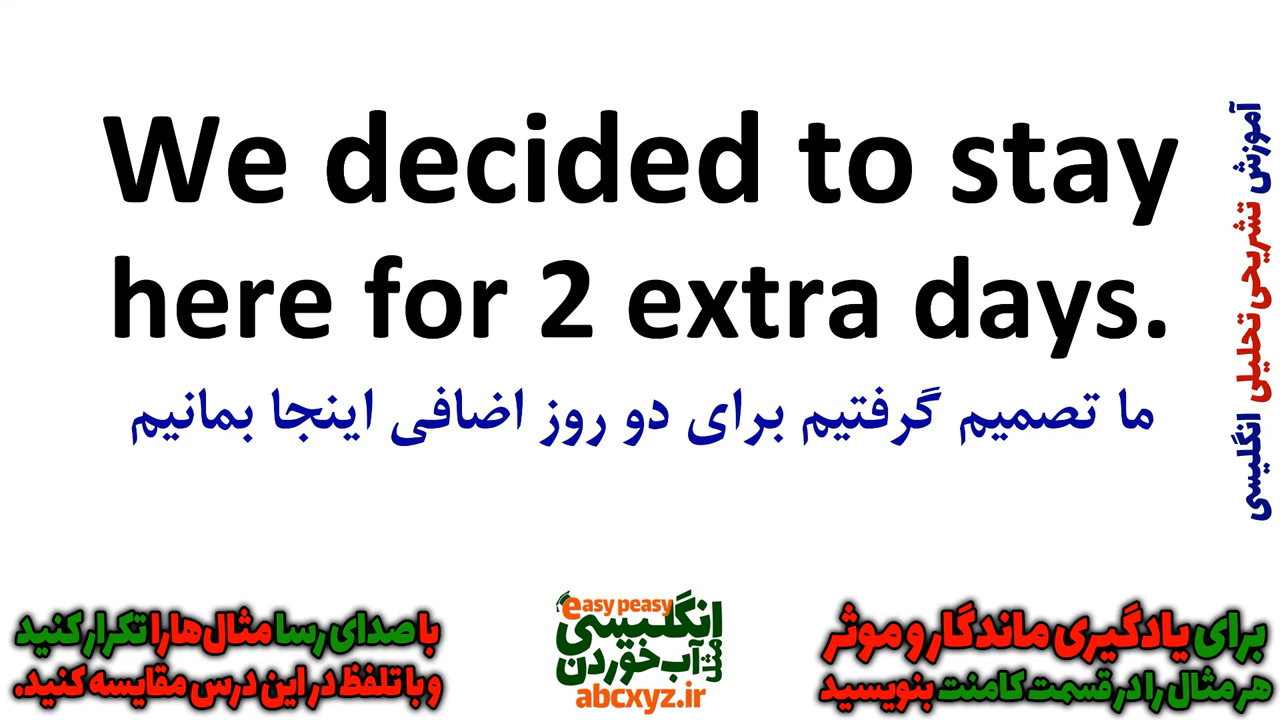 We decided to stay
here for 2 extra days.
ما تصمیم گرفتیم برای دو روز اضافی اینجا بمانیم
آموزش تشریحی تحلیلی انگلیسی
برای یادگیری ماندگار و موثر
هر مثال را در قسمت کامنت بنویسید
easy peasy
انگلیسی
مثل آب خوردن
abcxyz.ir
با صدای رسا مثال‌ها را تکرار کنید
و با تلفظ در این درس مقایسه کنید.